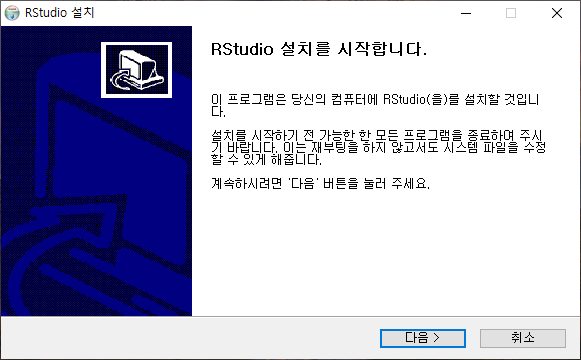 RStudio 설치
RStudio 설치를 시작합니다.
이 프로그램은 당신의 컴퓨터에 RStudio(을)를 설치할 것입니
다.
설치를 시작하기 전 가능한 한 모든 프로그램을 종료하여 주시
기 바랍니다. 이는 재부팅을 하지 않고서도 시스템 파일을 수정
할 수 있게 해줍니다.
계속하시려면 '다음' 버튼을 눌러 주세요.
다음 >
취소